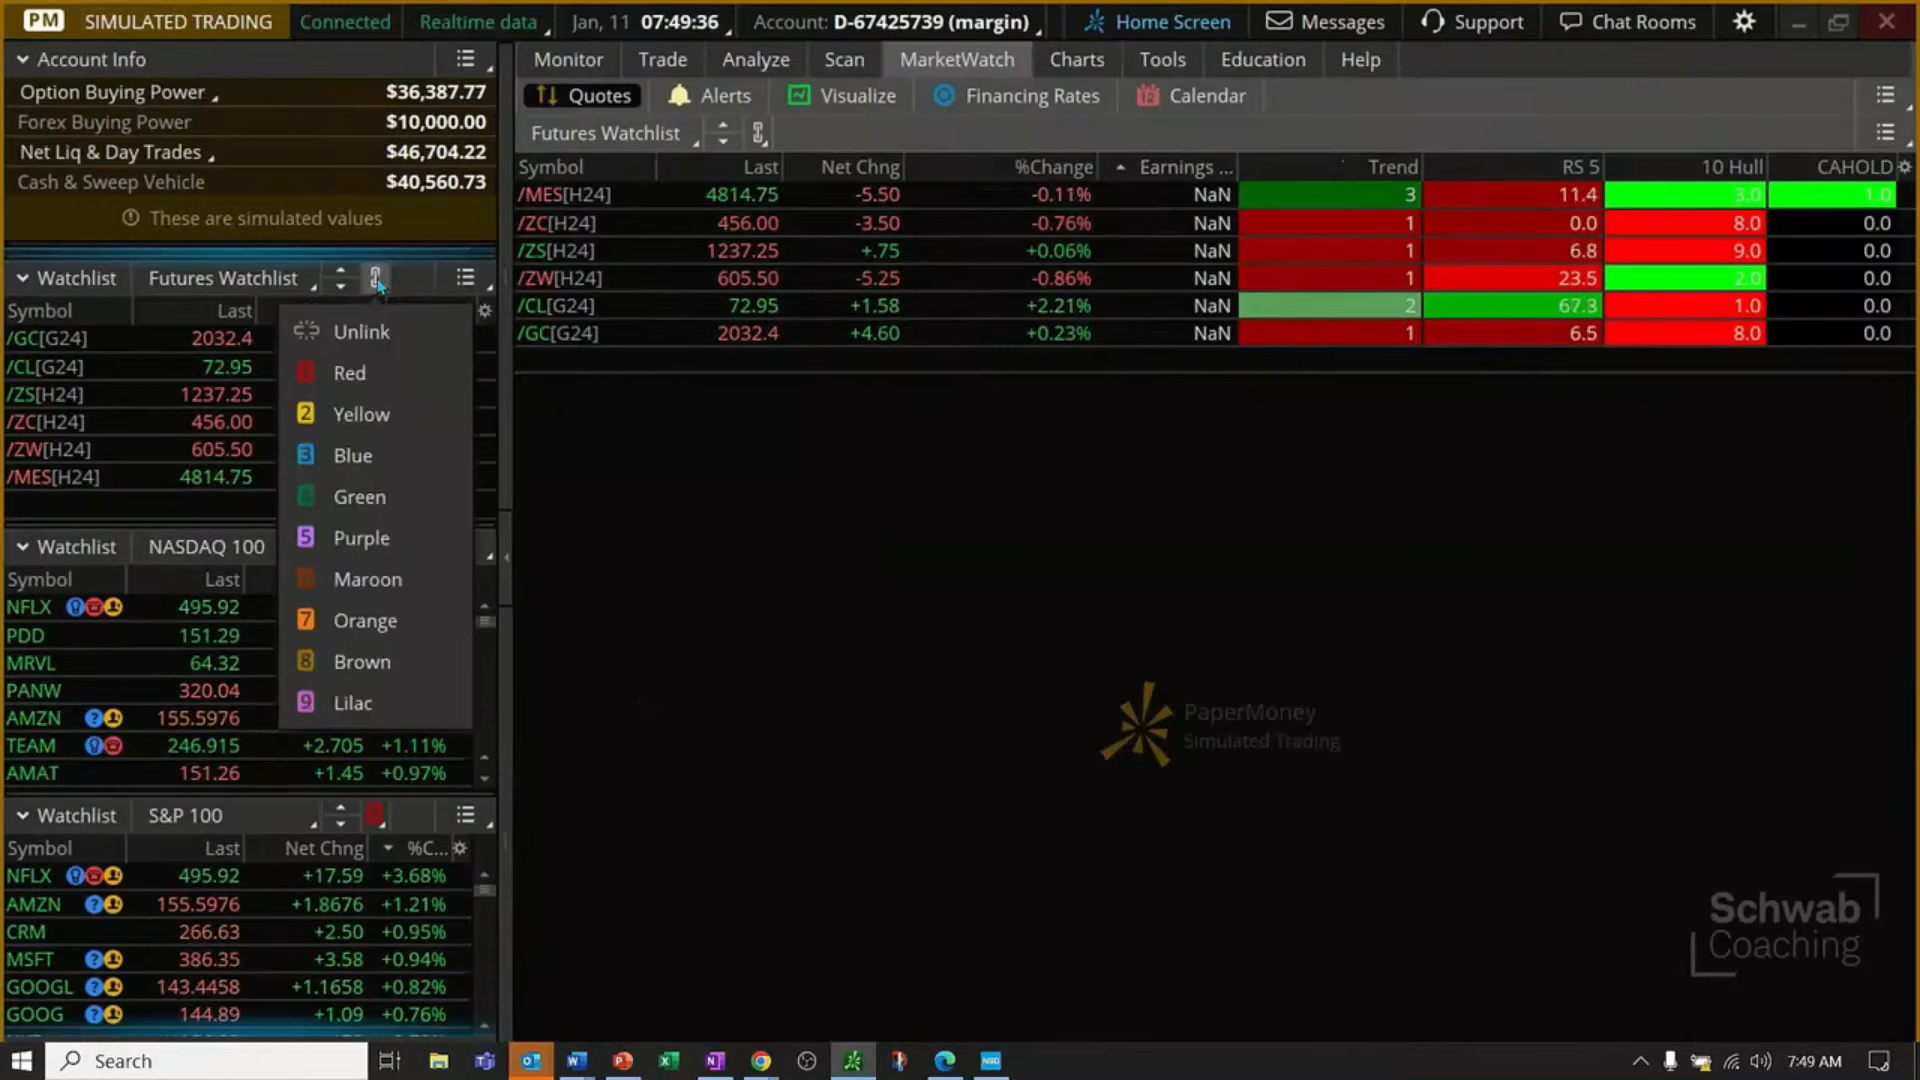 PM SIMULATED TRADING Connected Realtime data Jan, 11 07:49:36 Account: D-67425739 (margin) Home Screen Messages Support Chat Rooms
Account Info
Option Buying Power $36,387.77
Forex Buying Power $10,000.00
Net Liq & Day Trades $46,704.22
Cash & Sweep Vehicle $40,560.73
These are simulated values
Watchlist Futures Watchlist
Symbol Last
/GC[G24] 2032.4
/CL[G24] 72.95
/ZS[H24] 1237.25
/ZC[H24] 456.00
/ZW[H24] 605.50
/MES[H24] 4814.75
Unlink
Red
2 Yellow
3 Blue
Green
5 Purple
Maroon
7 Orange
8 Brown
9 Lilac
Watchlist NASDAQ 100
Symbol Last
NFLX 495.92
PDD 151.29
MRVL 64.32
PANW 320.04
AMZN 155.5976
TEAM 246.915 +2.705 +1.11%
AMAT 151.26 +1.45 +0.97%
Watchlist S&P 100
Symbol Last Net Chng %C...
NFLX 495.92 +17.59 +3.68%
AMZN 155.5976 +1.8676 +1.21%
CRM 266.63 +2.50 +0.95%
MSFT 386.35 +3.58 +0.94%
GOOGL 143.4458 +1.1658 +0.82%
GOOG 144.89 +1.09 +0.76%
Monitor Trade Analyze Scan MarketWatch Charts Tools Education Help
Quotes Alerts Visualize Financing Rates Calendar
Futures Watchlist
Symbol Last Net Chng %Change Earnings ... Trend RS 5 10 Hull CAHOLD
/MES[H24] 4814.75 -5.50 -0.11% NaN 3 11.4 3.0 1.0
/ZC[H24] 456.00 -3.50 -0.76% NaN 1 0.0 8.0 0.0
/ZS[H24] 1237.25 +.75 +0.06% NaN 1 6.8 9.0 0.0
/ZW[H24] 605.50 -5.25 -0.86% NaN 1 23.5 2.0 0.0
/CL[G24] 72.95 +1.58 +2.21% NaN 2 67.3 1.0 0.0
/GC[G24] 2032.4 +4.60 +0.23% NaN 1 6.5 8.0 0.0
PaperMoney
Simulated Trading
Schwab
Coaching
Search 7:49 AM